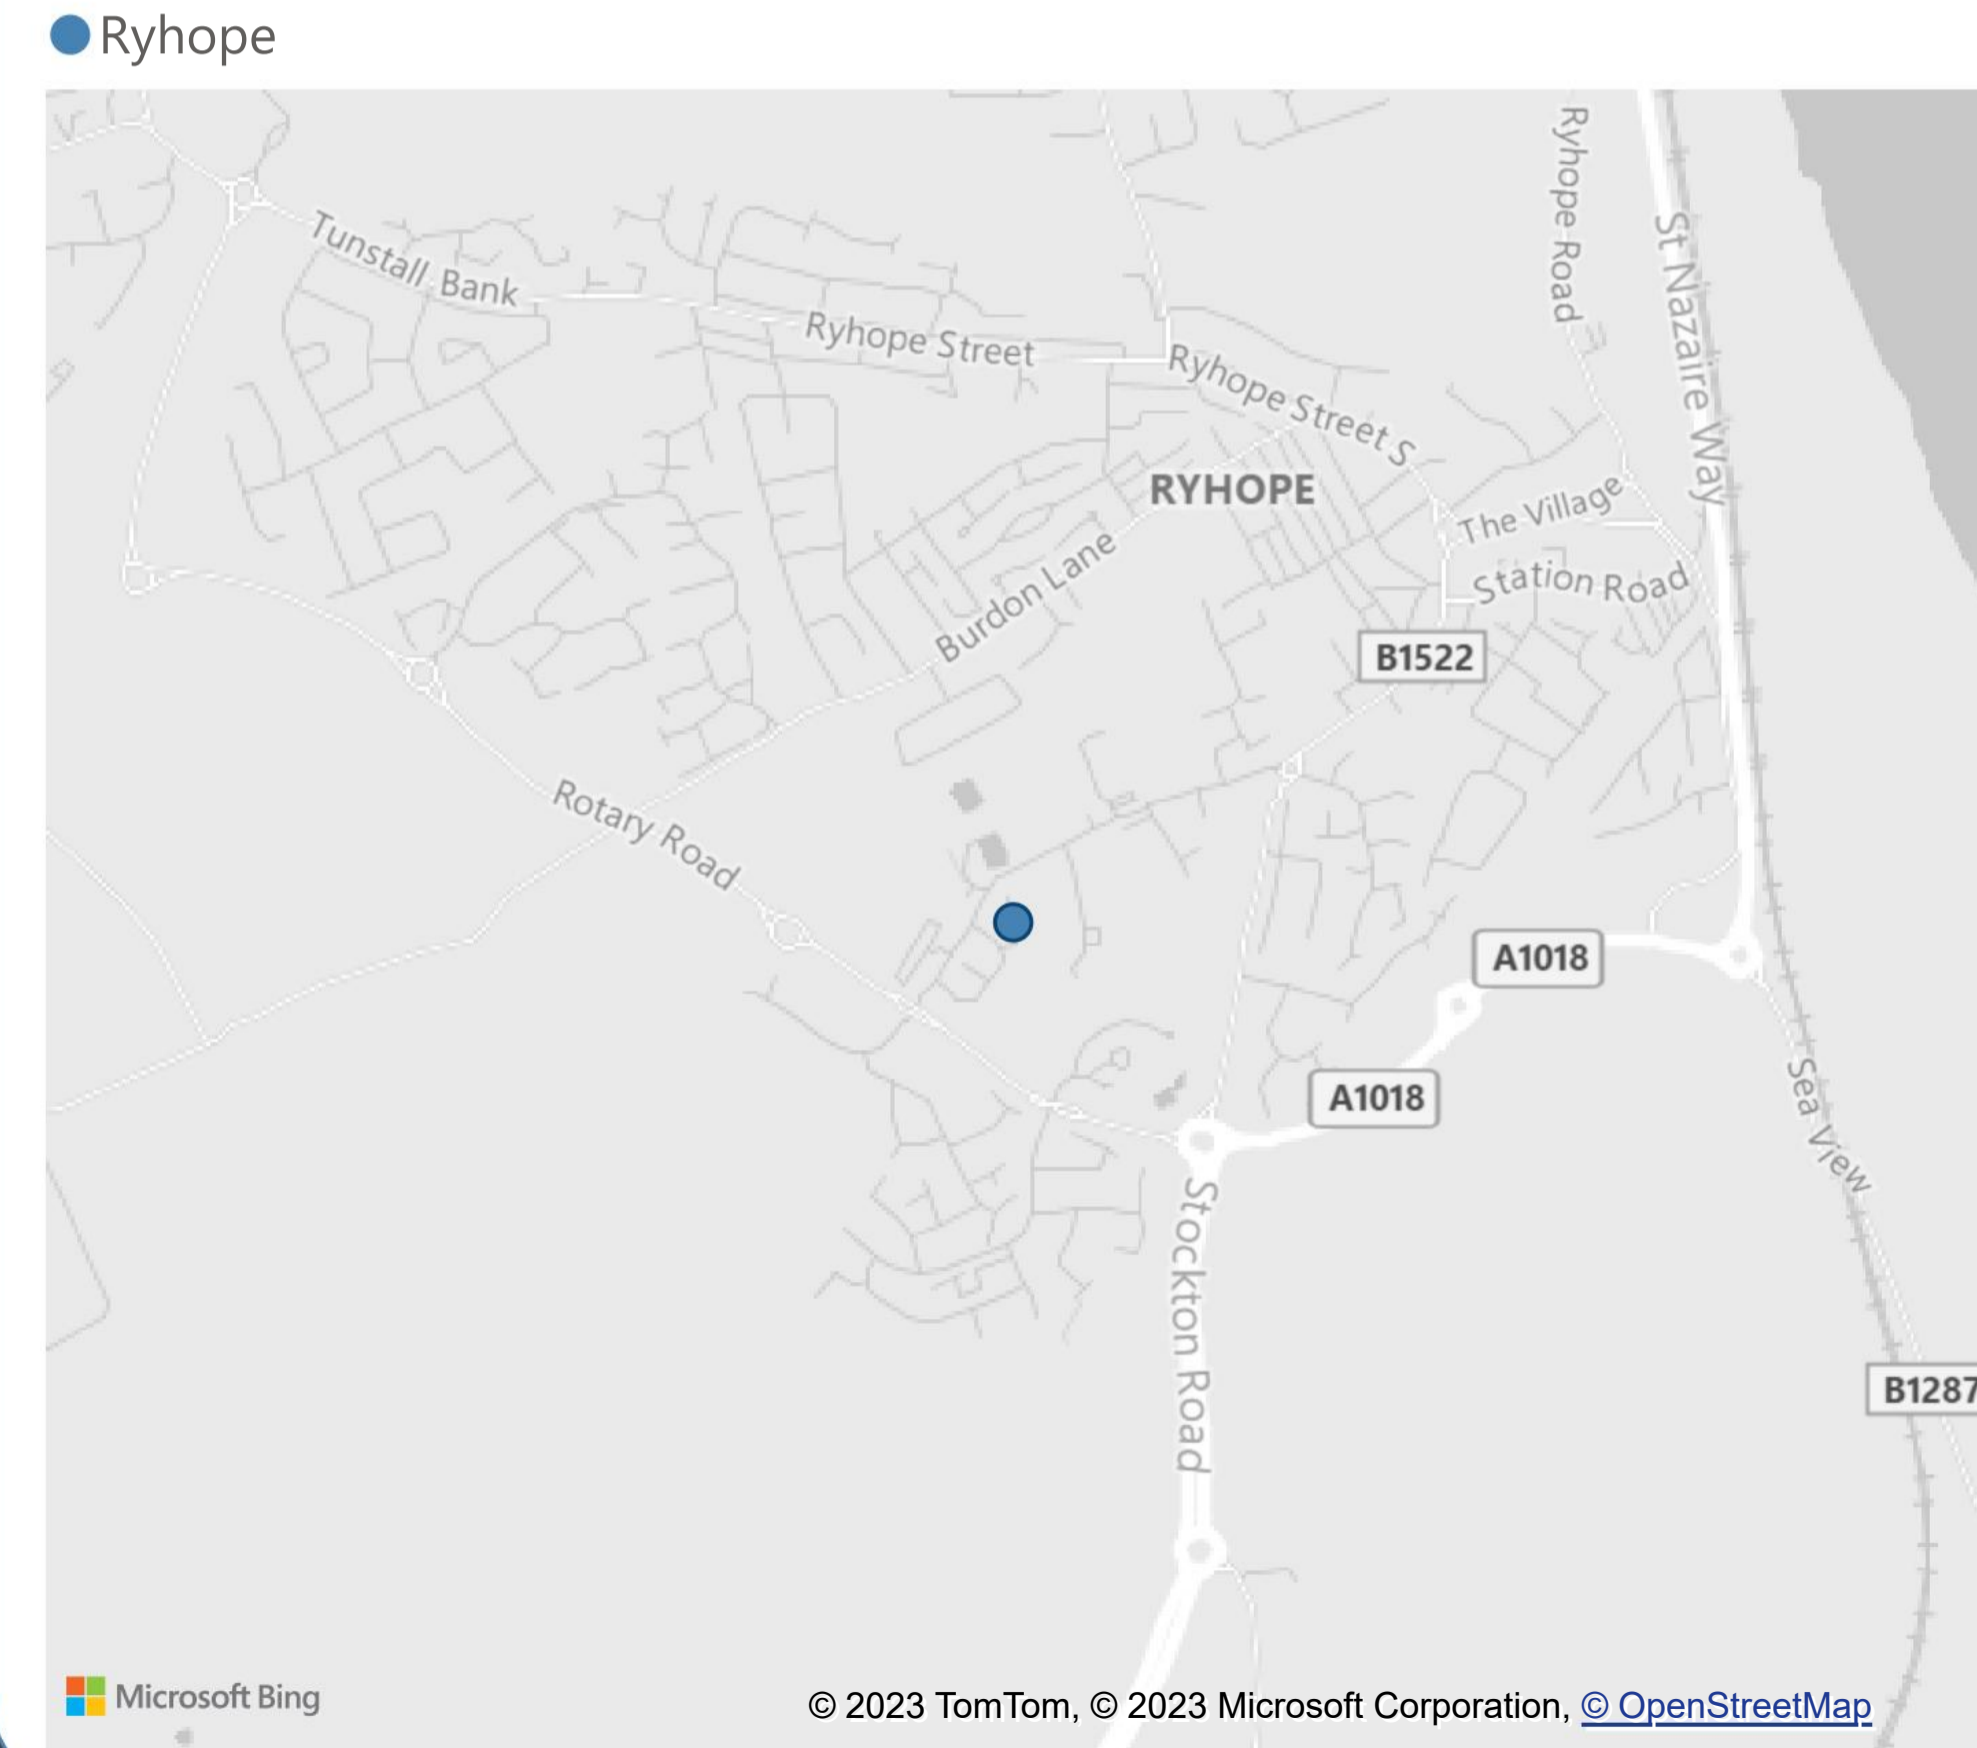 Ryhope
Ryhope Road
St Nazaire Way
Tunstall Bank
Ryhope Street
Ryhope Street S
RYHOPE
The Village
Station Road
Burdon Lane
B1522
Rotary Road
A1018
A1018
Sea View
Stockton Road
B1287
Microsoft Bing
© 2023 TomTom, © 2023 Microsoft Corporation, © OpenStreetMap